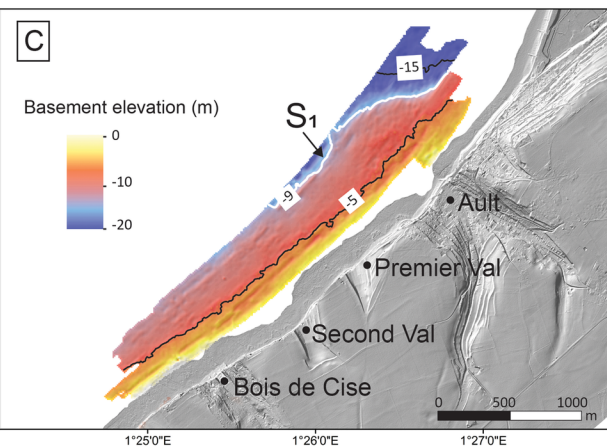 C
Basement elevation (m)
0
-10
-20
-15
S₁
-9
-5
Ault
Premier Val
Second Val
Bois de Cise
0 500 1000
m
1°25'0"E 1°26'0"E 1°27'0"E